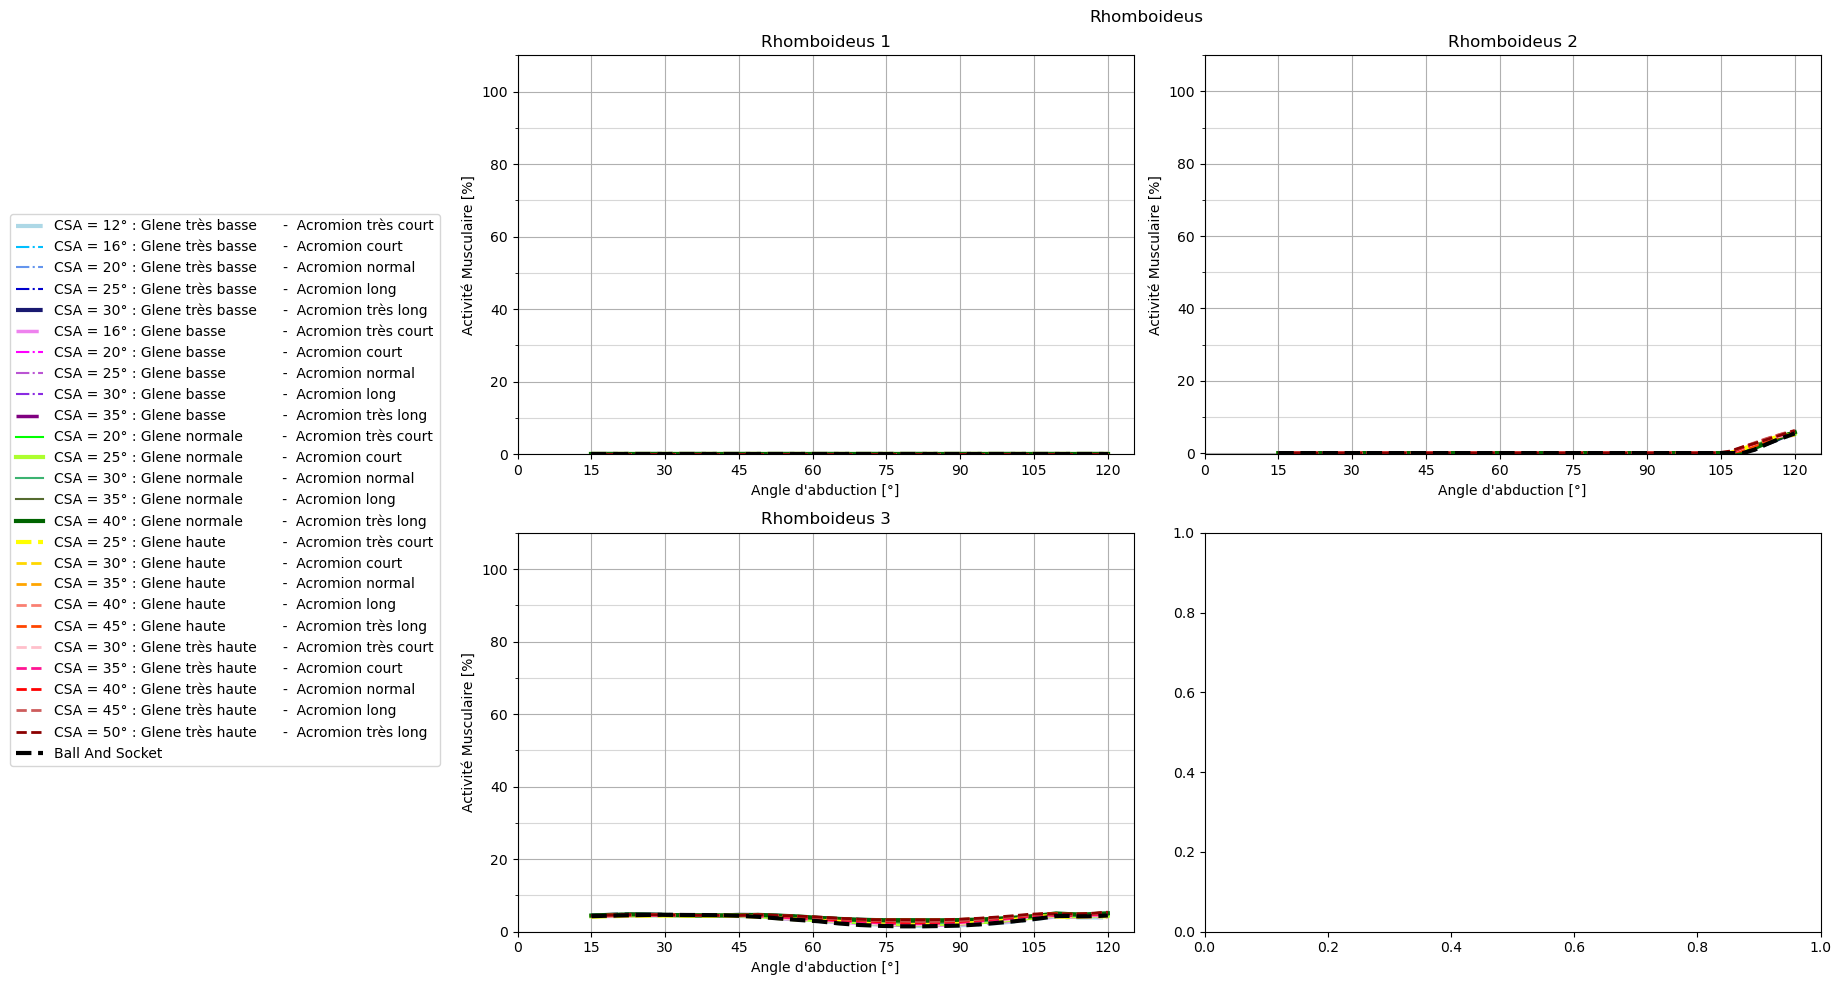 Rhomboideus
CSA = 12° : Glene très basse - Acromion très court
CSA = 16° : Glene très basse - Acromion court
CSA = 20° : Glene très basse - Acromion normal
CSA = 25° : Glene très basse - Acromion long
CSA = 30° : Glene très basse - Acromion très long
CSA = 16° : Glene basse - Acromion très court
CSA = 20° : Glene basse - Acromion court
CSA = 25° : Glene basse - Acromion normal
CSA = 30° : Glene basse - Acromion long
CSA = 35° : Glene basse - Acromion très long
CSA = 20° : Glene normale - Acromion très court
CSA = 25° : Glene normale - Acromion court
CSA = 30° : Glene normale - Acromion normal
CSA = 35° : Glene normale - Acromion long
CSA = 40° : Glene normale - Acromion très long
CSA = 25° : Glene haute - Acromion très court
CSA = 30° : Glene haute - Acromion court
CSA = 35° : Glene haute - Acromion normal
CSA = 40° : Glene haute - Acromion long
CSA = 45° : Glene haute - Acromion très long
CSA = 30° : Glene très haute - Acromion très court
CSA = 35° : Glene très haute - Acromion court
CSA = 40° : Glene très haute - Acromion normal
CSA = 45° : Glene très haute - Acromion long
CSA = 50° : Glene très haute - Acromion très long
Ball And Socket
Rhomboideus 1
Activité Musculaire [%]
100
80
60
40
20
0
0 15 30 45 60 75 90 105 120
Angle d'abduction [°]
Rhomboideus 2
Activité Musculaire [%]
100
80
60
40
20
0
0 15 30 45 60 75 90 105 120
Angle d'abduction [°]
Rhomboideus 3
Activité Musculaire [%]
100
80
60
40
20
0
0 15 30 45 60 75 90 105 120
Angle d'abduction [°]
1.0
0.8
0.6
0.4
0.2
0.0
0.0 0.2 0.4 0.6 0.8 1.0